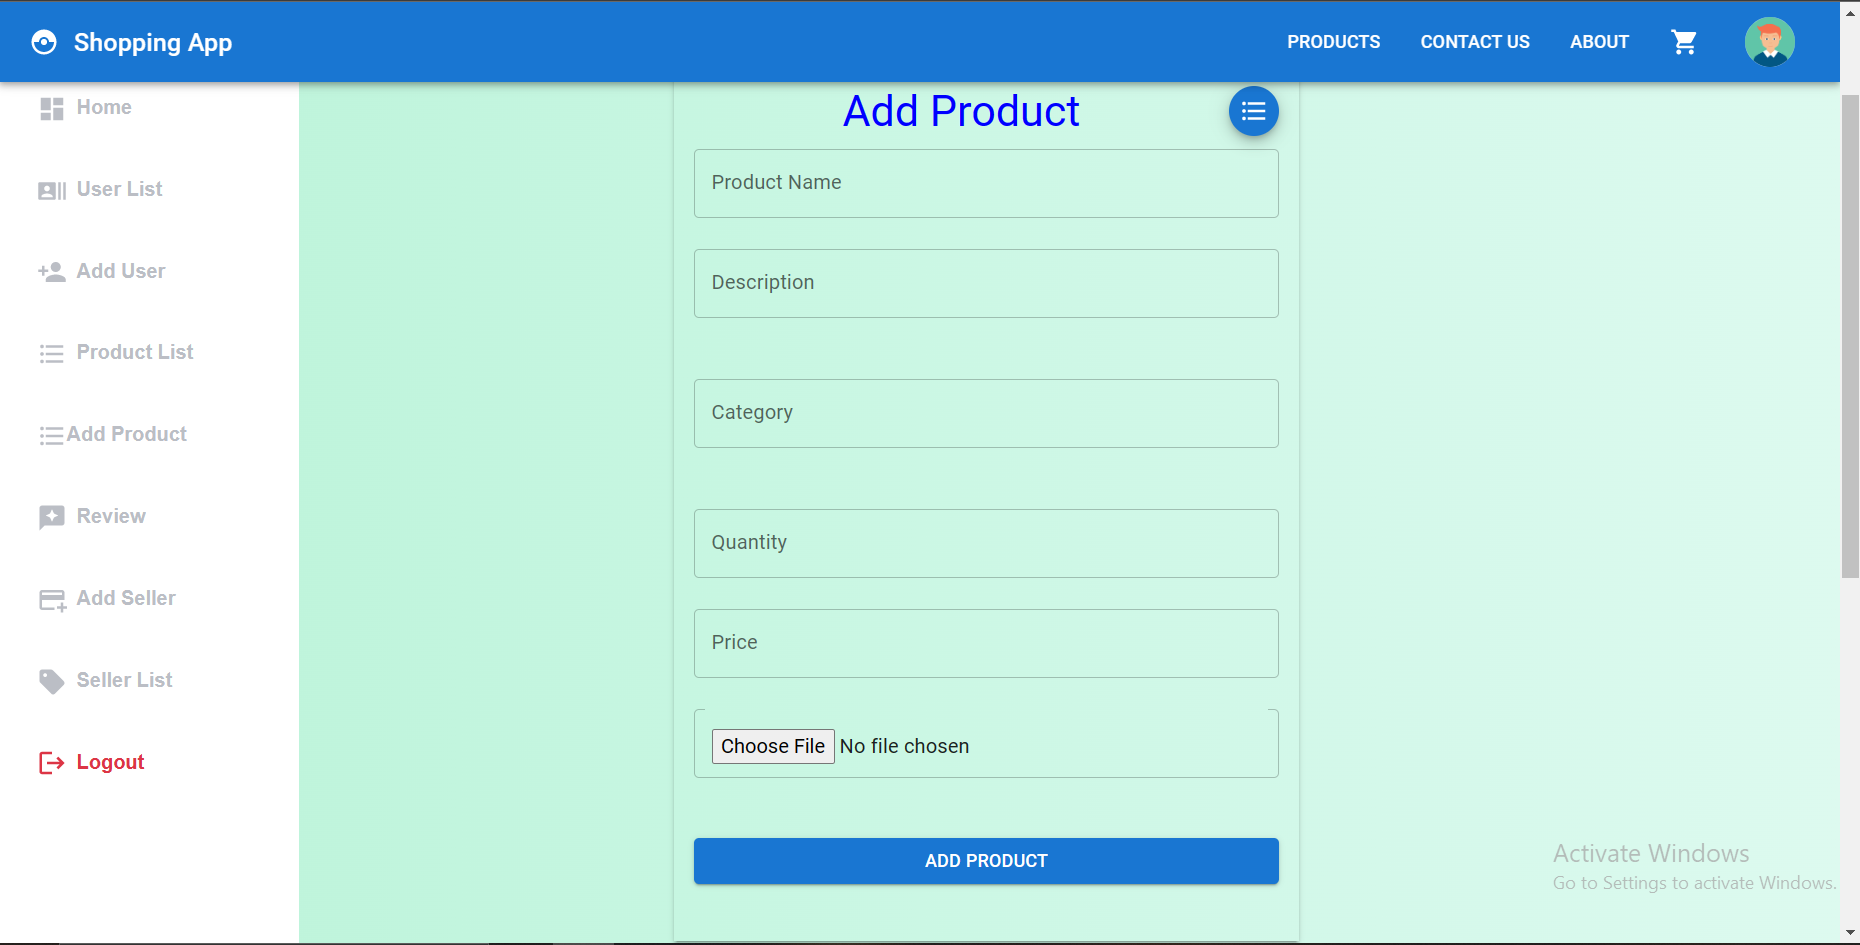 Shopping App
PRODUCTS
CONTACT US
ABOUT
Home
User List
Add User
Product List
Add Product
Review
Add Seller
Seller List
Logout
Add Product
Product Name
Description
Category
Quantity
Price
Choose File No file chosen
ADD PRODUCT
Activate Windows
Go to Settings to activate Windows.